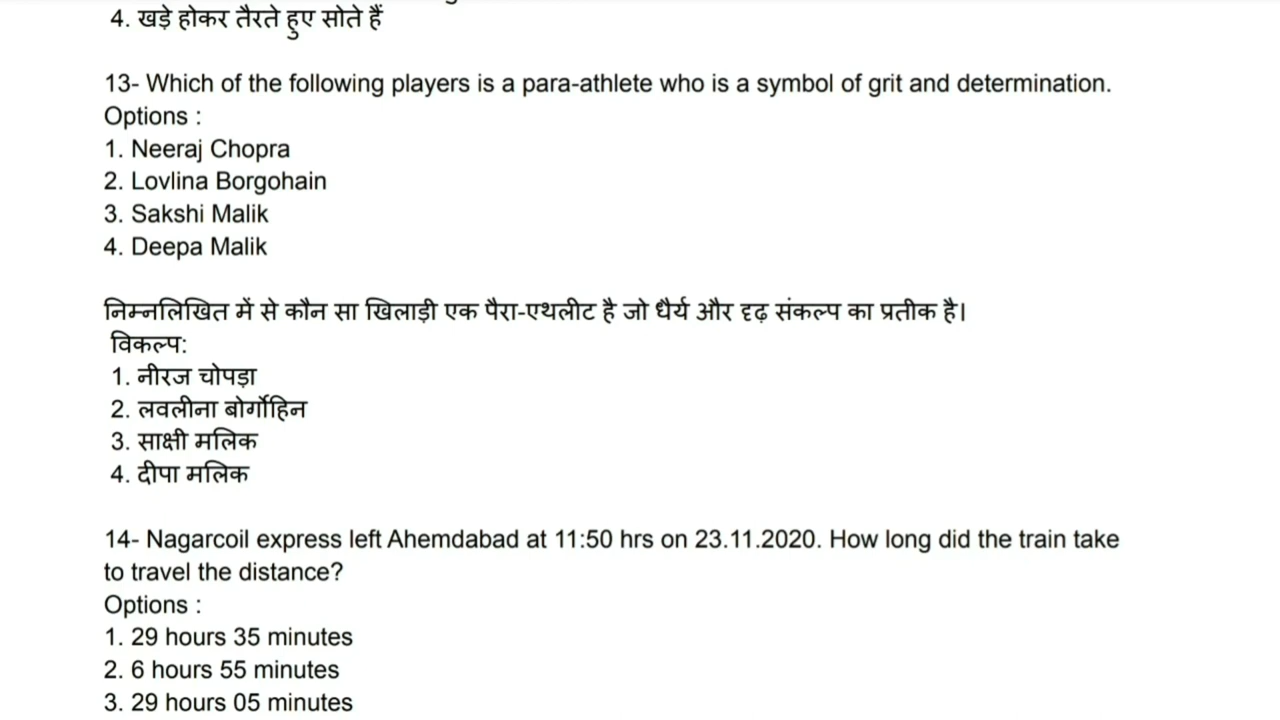 4. खड़े होकर तैरते हुए सोते हैं
13- Which of the following players is a para-athlete who is a symbol of grit and determination.
Options :
1. Neeraj Chopra
2. Lovlina Borgohain
3. Sakshi Malik
4. Deepa Malik
निम्नलिखित में से कौन सा खिलाड़ी एक पैरा-एथलीट है जो धैर्य और दृढ़ संकल्प का प्रतीक है।
विकल्प:
1. नीरज चोपड़ा
2. लवलीना बोर्गोहिन
3. साक्षी मलिक
4. दीपा मलिक
14- Nagarcoil express left Ahemdabad at 11:50 hrs on 23.11.2020. How long did the train take
to travel the distance?
Options :
1. 29 hours 35 minutes
2. 6 hours 55 minutes
3. 29 hours 05 minutes